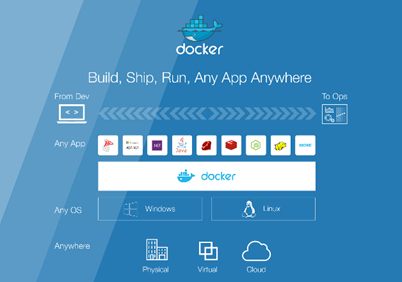 docker
Build, Ship, Run, Any App Anywhere
From Dev
To Ops
< >
Any App
Java
docker
Any OS
Windows
Linux
Anywhere
Physical
Virtual
Cloud